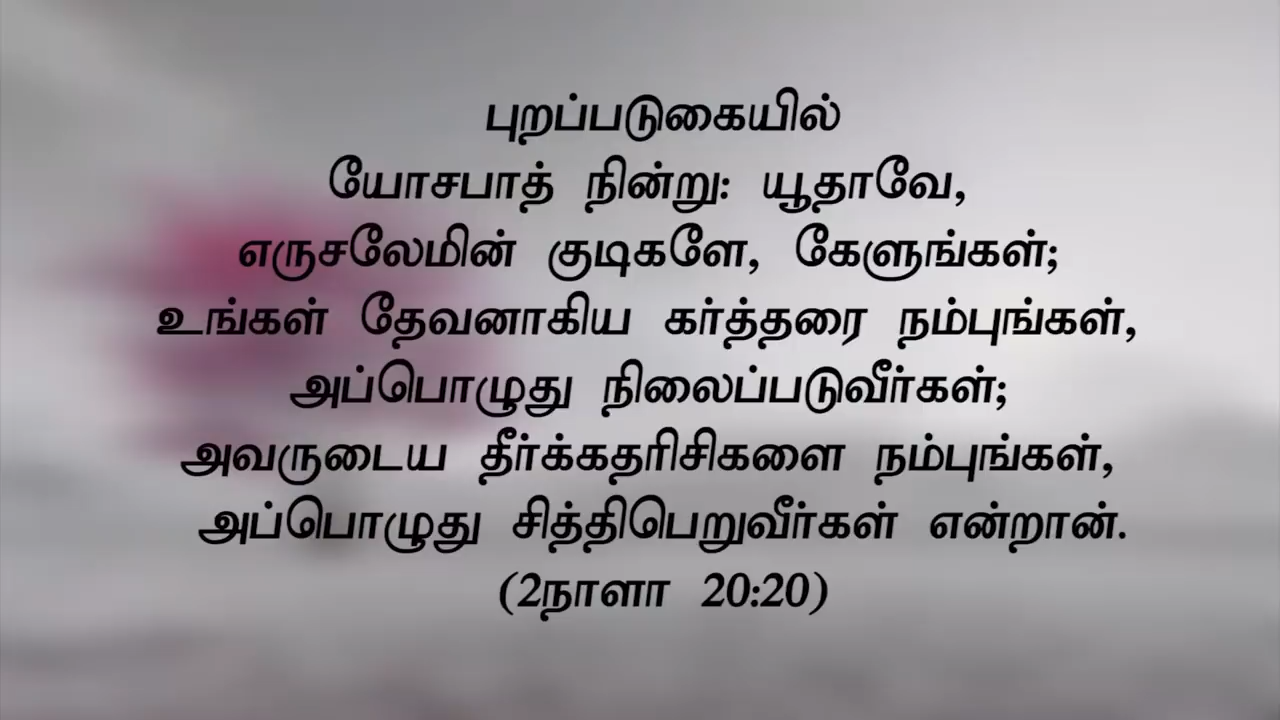 புறப்படுகையில்
யோசபாத் நின்று: யூதாவே,
எருசலேமின் குடிகளே, கேளுங்கள்;
உங்கள் தேவனாகிய கர்த்தரை நம்புங்கள்,
அப்பொழுது நிலைப்படுவீர்கள்;
அவருடைய தீர்க்கதரிசிகளை நம்புங்கள்,
அப்பொழுது சித்திபெறுவீர்கள் என்றான்.
(2நாளா 20:20)